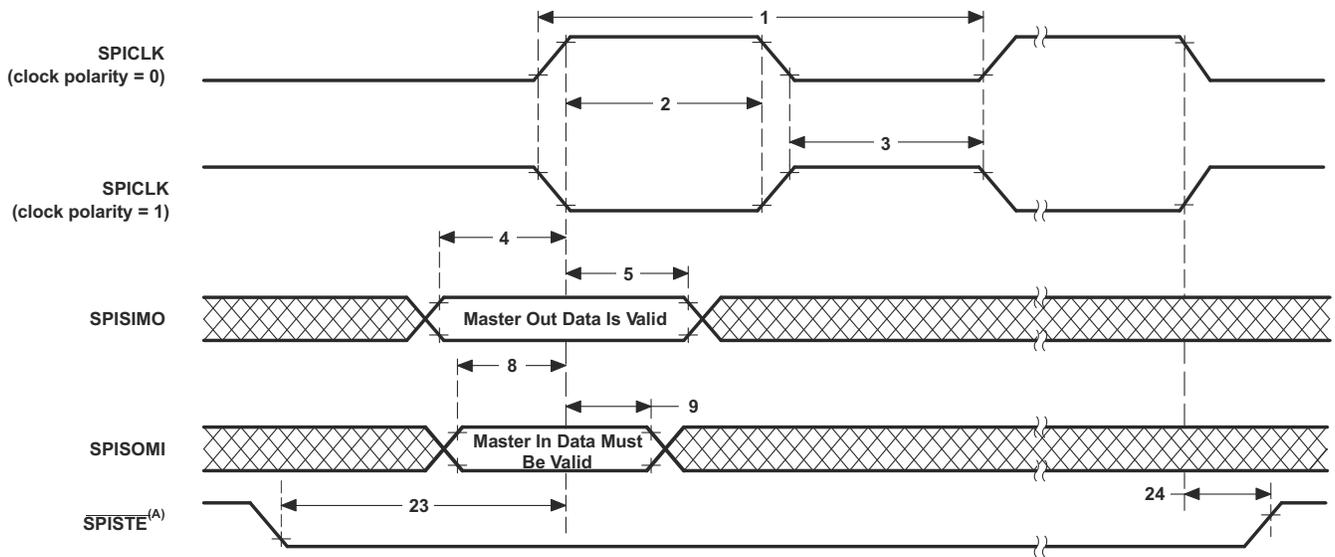 1
SPICLK
(clock polarity = 0)
2
3
SPICLK
(clock polarity = 1)
4
5
SPISIMO
Master Out Data Is Valid
8
9
SPISOMI
Master In Data Must
Be Valid
23
24
SPISTE(A)